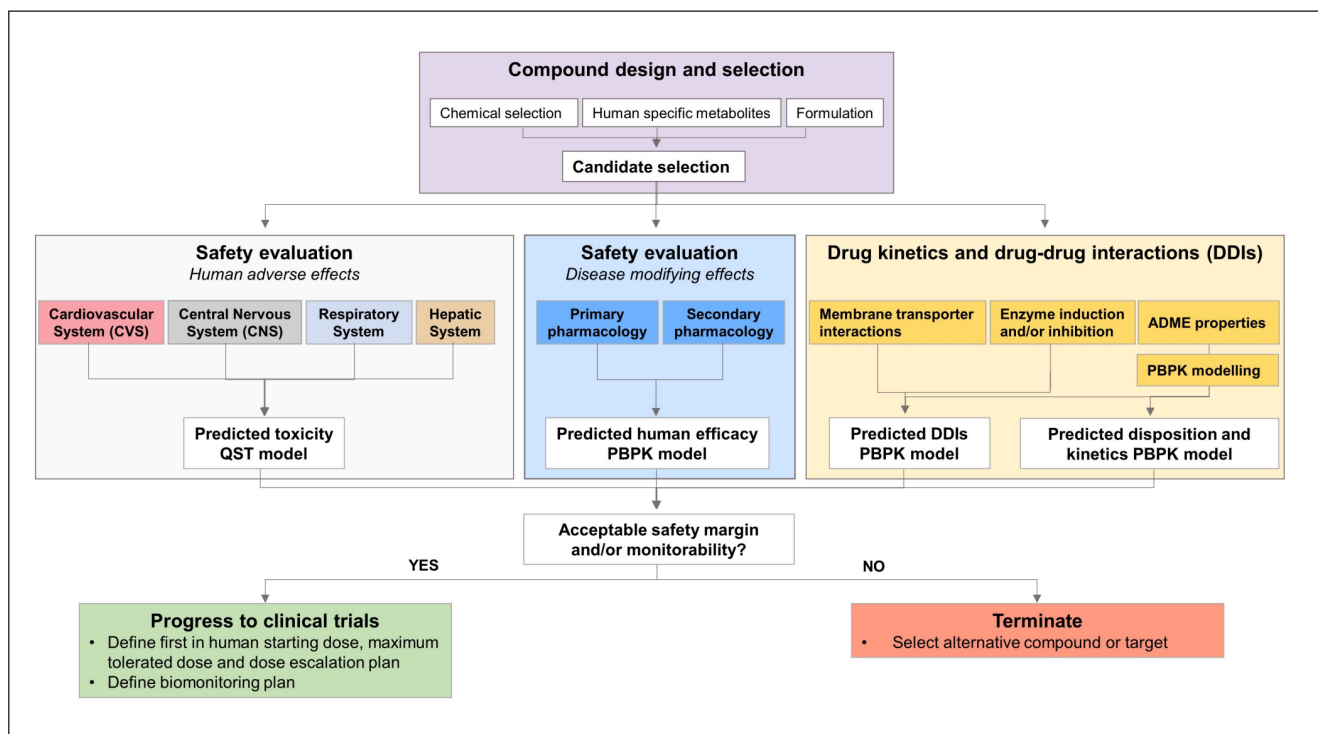 Compound design and selection
Chemical selection
Human specific metabolites
Formulation
Candidate selection
Safety evaluation
Human adverse effects
Cardiovascular
System (CVS)
Central Nervous
System (CNS)
Respiratory
System
Hepatic
System
Predicted toxicity
QST model
Safety evaluation
Disease modifying effects
Primary
pharmacology
Secondary
pharmacology
Predicted human efficacy
PBPK model
Drug kinetics and drug-drug interactions (DDIs)
Membrane transporter
interactions
Enzyme induction
and/or inhibition
ADME properties
PBPK modelling
Predicted DDIs
PBPK model
Predicted disposition and
kinetics PBPK model
Acceptable safety margin
and/or monitorability?
YES
NO
Progress to clinical trials
• Define first in human starting dose, maximum
tolerated dose and dose escalation plan
• Define biomonitoring plan
Terminate
• Select alternative compound or target